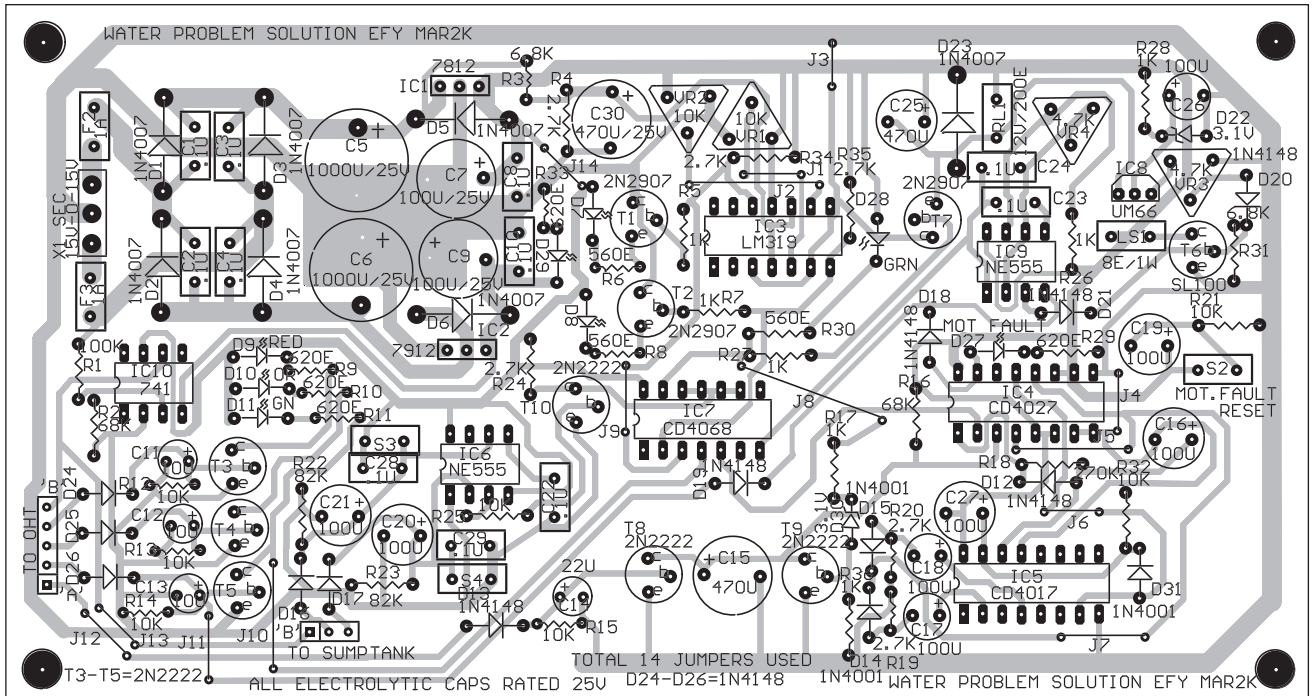 WATER PROBLEM SOLUTION EFY MAR2K
F2
1A
1N4007
D1
C1
.1U
C3
.1U
D3
1N4007
X1 SEC
15V-0-15V
F3
1A
1N4007
D2
C2
.1U
C4
.1U
D4
1N4007
C5
1000U/25V
C6
1000U/25V
IC1
7812
D5
1N4007
C7
100U/25V
C9
100U/25V
1N4007
D6
IC2
7912
C8
.1U
C10
.1U
6.8K
R3
R4
2.7K
C30
470U/25V
VR2
10K
10K
VR1
J14
R33
620E
D29
D7
2N2907
T1
560E
R6
T2
2N2907
D8
560E
R8
J3
2.7K
R34
J1
J2
R5
1K
IC3
LM319
R35
2.7K
D28
GRN
1K
R7
560E
R30
R27
1K
D23
1N4007
C25
470U
RL1
12V/200E
4.7K
VR4
R28
1K
100U
C26
D22
3.1V
.1U
C24
.1U
C23
IC8
UM66
4.7K
VR3
1N4148
D20
6.8K
R31
2N2907
T7
IC9
NE555
1K
R26
LS1
8E/1W
T6
SL100
R21
10K
D18
1N4148
1N4148
D21
MOT FAULT
D27
620E
R29
C19
100U
S2
MOT.FAULT
RESET
100K
R1
IC10
741
R2
68K
D9
RED
620E
R9
D10
620E
R10
D11
GN
620E
R11
2.7K
R24
2N2222
T10
J9
IC7
CD4068
J8
R16
68K
IC4
CD4027
J4
J5
C16
100U
S3
C28
.1U
IC6
NE555
C22
.1U
D19
1N4148
R17
1K
R18
270K
D12
1N4148
R32
10K
C11
10U
T3
D24
R12
10K
C12
10U
T4
D25
R13
10K
C13
10U
T5
D26
R14
10K
'B'
TO OHT
'A'
R22
82K
C21
100U
C20
100U
R25
10K
C29
.1U
S4
D13
1N4148
R23
82K
D16
D17
'B'
TO SUMPTANK
22U
C14
10K
R15
T8
2N2222
C15
470U
T9
2N2222
3.1V
D30
1N4001
D15
R20
2.7K
R36
1K
C27
100U
C18
100U
C17
100U
2.7K
R19
D14
1N4001
J6
IC5
CD4017
D31
1N4001
J7
J12
J13
J11
J10
T3-T5=2N2222
ALL ELECTROLYTIC CAPS RATED 25V
TOTAL 14 JUMPERS USED
D24-D26=1N4148
WATER PROBLEM SOLUTION EFY MAR2K